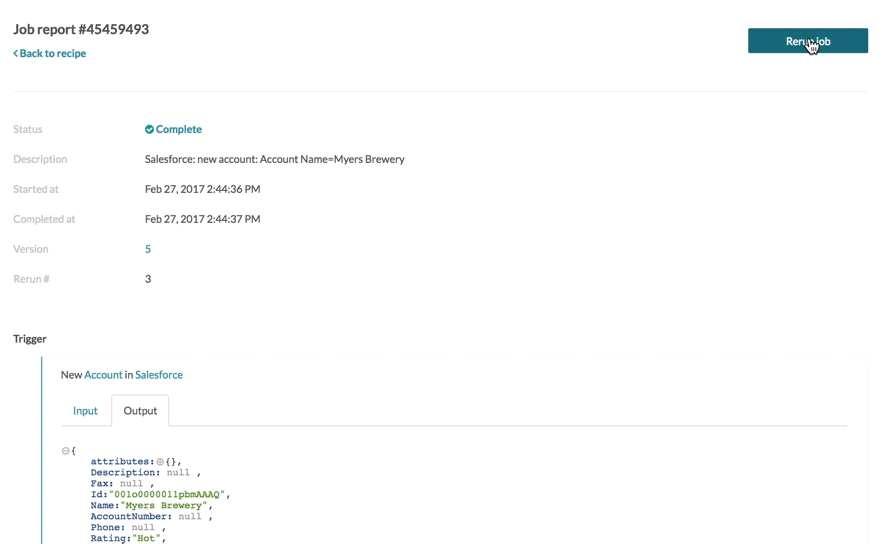 Job report #45459493
Rerun job
< Back to recipe
Status Complete
Description Salesforce: new account: Account Name=Myers Brewery
Started at Feb 27, 2017 2:44:36 PM
Completed at Feb 27, 2017 2:44:37 PM
Version 5
Rerun # 3
Trigger
New Account in Salesforce
Input Output
{
attributes: {},
Description: null ,
Fax: null ,
Name:"Myers Brewery",
AccountNumber: null ,
Phone: null ,
Rating:"Hot",